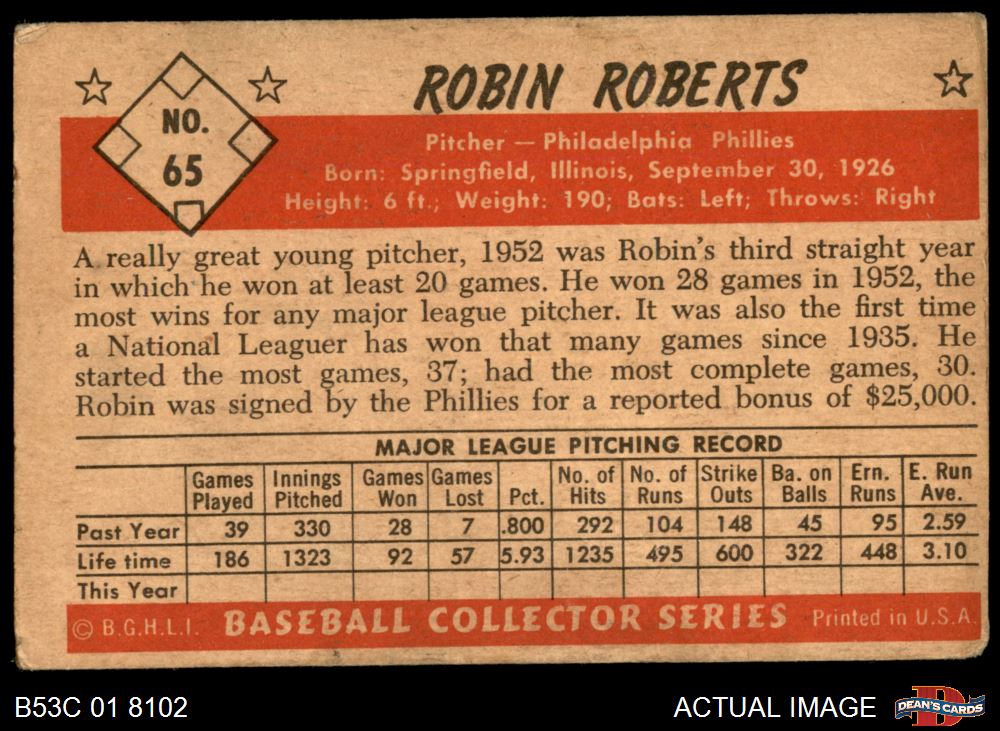 NO.
65
ROBIN ROBERTS
Pitcher — Philadelphia Phillies
Born: Springfield, Illinois, September 30, 1926
Height: 6 ft.; Weight: 190; Bats: Left; Throws: Right
A really great young pitcher, 1952 was Robin's third straight year
in which he won at least 20 games. He won 28 games in 1952, the
most wins for any major league pitcher. It was also the first time
a National Leaguer has won that many games since 1935. He
started the most games, 37; had the most complete games, 30.
Robin was signed by the Phillies for a reported bonus of $25,000.
MAJOR LEAGUE PITCHING RECORD
Games Innings Games Games No. of No. of Strike Ba. on Ern. E. Run
Played Pitched Won Lost Pct. Hits Runs Outs Balls Runs Ave.
Past Year 39 330 28 7 .800 292 104 148 45 95 2.59
Life time 186 1323 92 57 5.93 1235 495 600 322 448 3.10
This Year
© B.G.H.L.I. BASEBALL COLLECTOR SERIES Printed in U.S.A.
B53C 01 8102 ACTUAL IMAGE DEAN'S CARDS